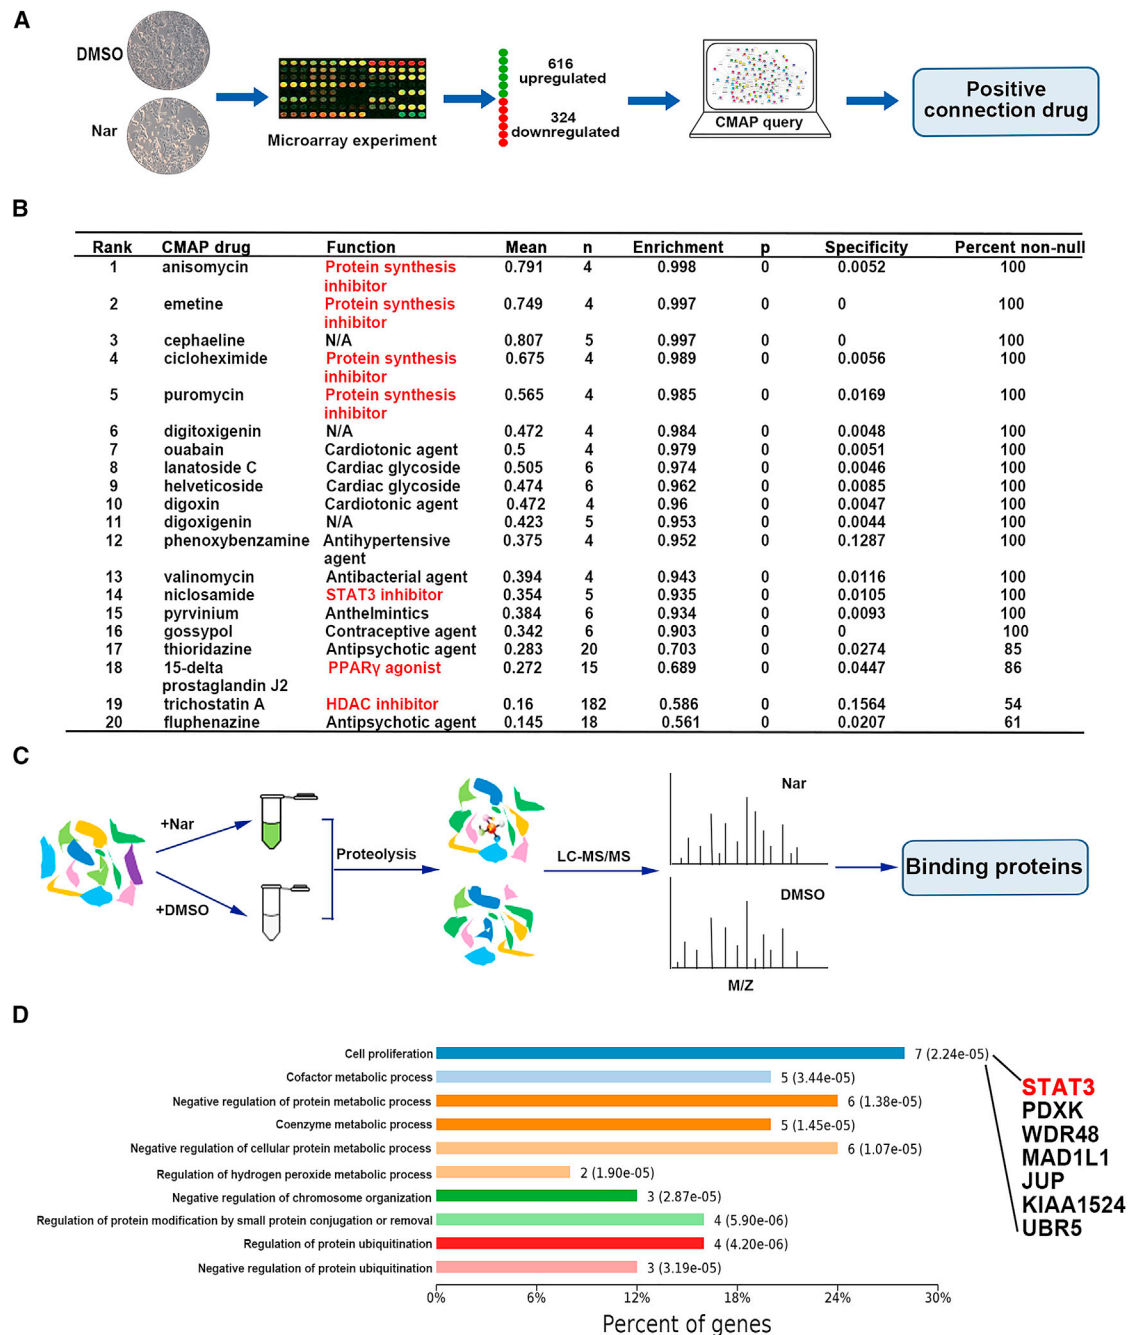 A
DMSO
Nar
Microarray experiment
616
upregulated
324
downregulated
CMAP query
Positive
connection drug
B
Rank CMAP drug Function Mean n Enrichment p Specificity Percent non-null
1 anisomycin Protein synthesis inhibitor 0.791 4 0.998 0 0.0052 100
2 emetine Protein synthesis inhibitor 0.749 4 0.997 0 0 100
3 cephaeline N/A 0.807 5 0.997 0 0 100
4 cicloheximide Protein synthesis inhibitor 0.675 4 0.989 0 0.0056 100
5 puromycin Protein synthesis inhibitor 0.565 4 0.985 0 0.0169 100
6 digitoxigenin N/A 0.472 4 0.984 0 0.0048 100
7 ouabain Cardiotonic agent 0.5 4 0.979 0 0.0051 100
8 lanatoside C Cardiac glycoside 0.505 6 0.974 0 0.0046 100
9 helveticoside Cardiac glycoside 0.474 6 0.962 0 0.0085 100
10 digoxin Cardiotonic agent 0.472 4 0.96 0 0.0047 100
11 digoxigenin N/A 0.423 5 0.953 0 0.0044 100
12 phenoxybenzamine Antihypertensive agent 0.375 4 0.952 0 0.1287 100
13 valinomycin Antibacterial agent 0.394 4 0.943 0 0.0116 100
14 niclosamide STAT3 inhibitor 0.354 5 0.935 0 0.0105 100
15 pyrvinium Anthelmintics 0.384 6 0.934 0 0.0093 100
16 gossypol Contraceptive agent 0.342 6 0.903 0 0 100
17 thioridazine Antipsychotic agent 0.283 20 0.703 0 0.0274 85
18 15-delta prostaglandin J2 PPARγ agonist 0.272 15 0.689 0 0.0447 86
19 trichostatin A HDAC inhibitor 0.16 182 0.586 0 0.1564 54
20 fluphenazine Antipsychotic agent 0.145 18 0.561 0 0.0207 61
C
+Nar
+DMSO
Proteolysis
LC-MS/MS
Nar
DMSO
M/Z
Binding proteins
D
Cell proliferation 7 (2.24e-05)
Cofactor metabolic process 5 (3.44e-05)
Negative regulation of protein metabolic process 6 (1.38e-05)
Coenzyme metabolic process 5 (1.45e-05)
Negative regulation of cellular protein metabolic process 6 (1.07e-05)
Regulation of hydrogen peroxide metabolic process 2 (1.90e-05)
Negative regulation of chromosome organization 3 (2.87e-05)
Regulation of protein modification by small protein conjugation or removal 4 (5.90e-06)
Regulation of protein ubiquitination 4 (4.20e-06)
Negative regulation of protein ubiquitination 3 (3.19e-05)
0% 6% 12% 18% 24% 30%
Percent of genes
STAT3
PDXK
WDR48
MAD1L1
JUP
KIAA1524
UBR5